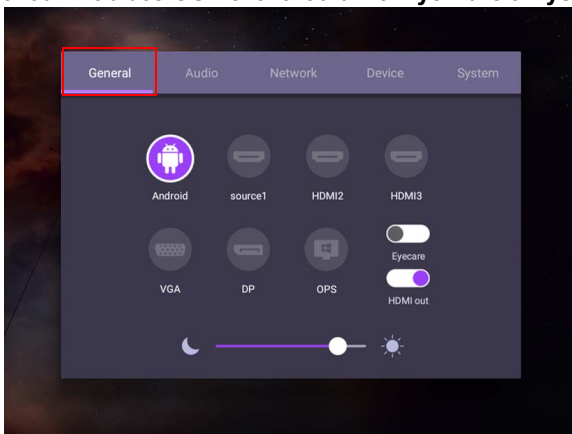 General Audio Network Device System
Android source1 HDMI2 HDMI3
Eyecare
VGA DP OPS
HDMI out